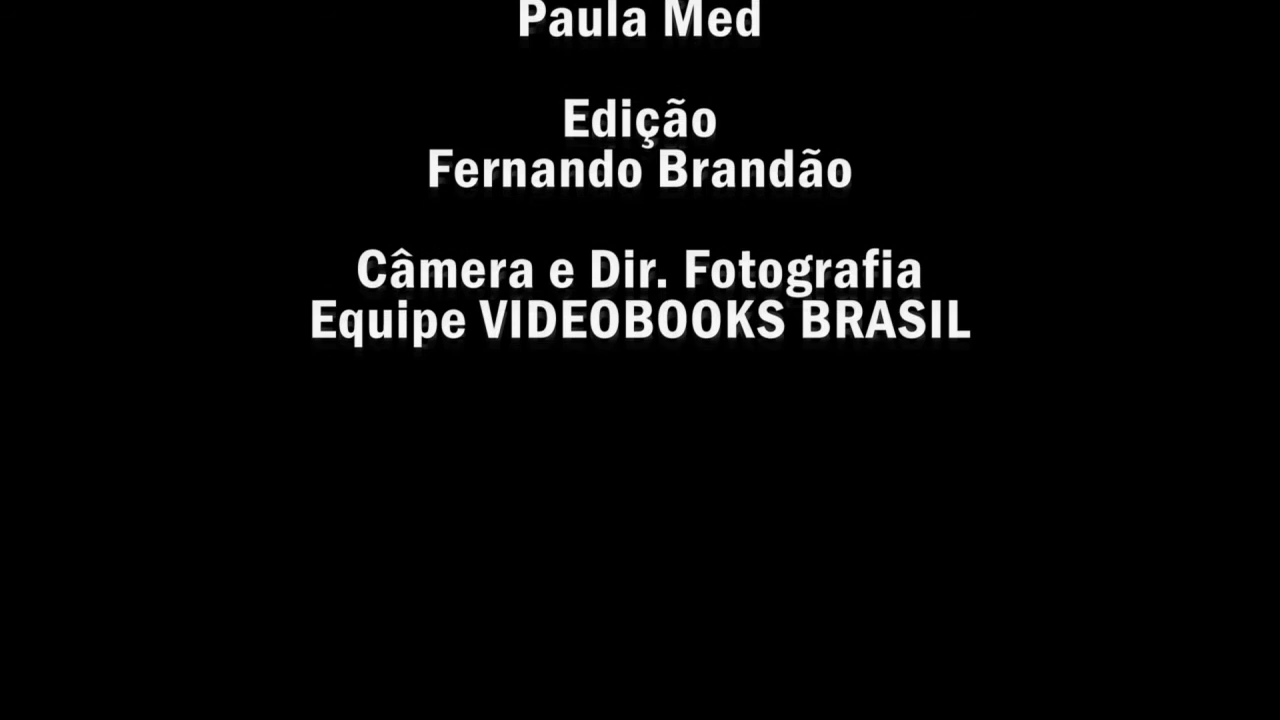 Paula Med
Edição
Fernando Brandão
Câmera e Dir. Fotografia
Equipe VIDEOBOOKS BRASIL